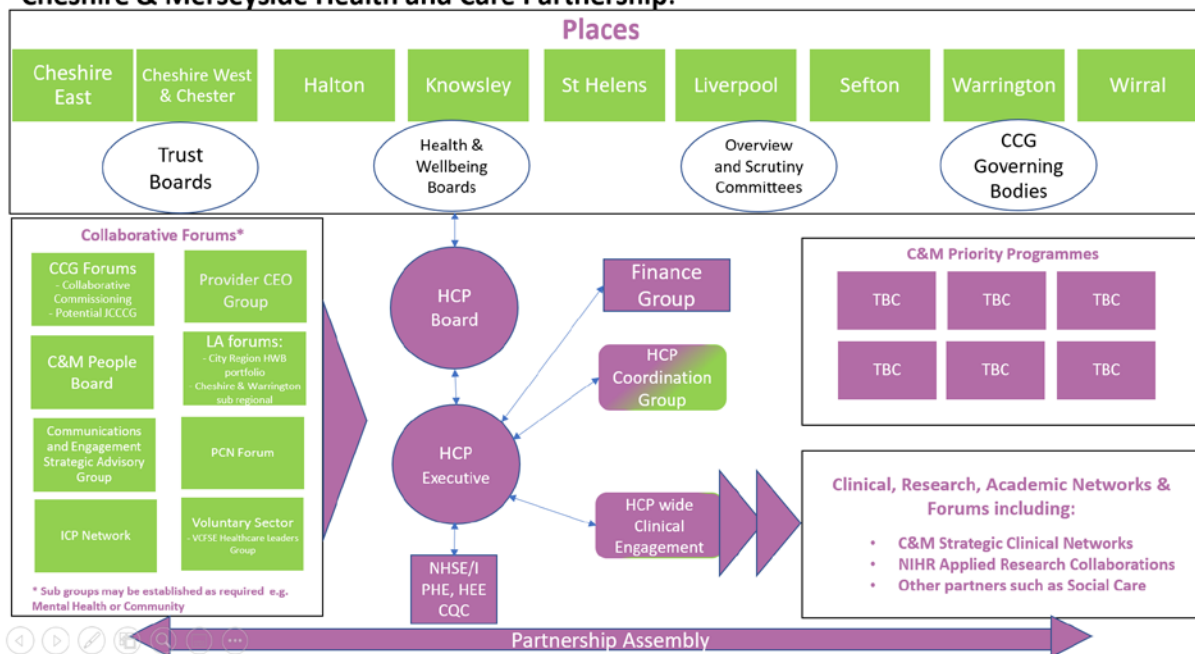 Cheshire & Merseyside Health and Care Partnership:
Places
Cheshire
East
Cheshire West
& Chester
Halton
Knowsley
St Helens
Liverpool
Sefton
Warrington
Wirral
Trust
Boards
Health &
Wellbeing
Boards
Overview
and Scrutiny
Committees
CCG
Governing
Bodies
Collaborative Forums*
CCG Forums
- Collaborative
Commissioning
- Potential JCCCG
Provider CEO
Group
C&M People
Board
LA forums:
- City Region HWB
portfolio
- Cheshire & Warrington
sub regional
Communications
and Engagement
Strategic Advisory
Group
PCN Forum
ICP Network
Voluntary Sector
- VCFSE Healthcare Leaders
Group
* Sub groups may be established as required e.g.
Mental Health or Community
HCP
Board
HCP
Executive
NHSE/I
PHE, HEE
CQC
Finance
Group
HCP
Coordination
Group
HCP wide
Clinical
Engagement
C&M Priority Programmes
TBC
TBC
TBC
TBC
TBC
TBC
Clinical, Research, Academic Networks &
Forums including:
• C&M Strategic Clinical Networks
• NIHR Applied Research Collaborations
• Other partners such as Social Care
Partnership Assembly